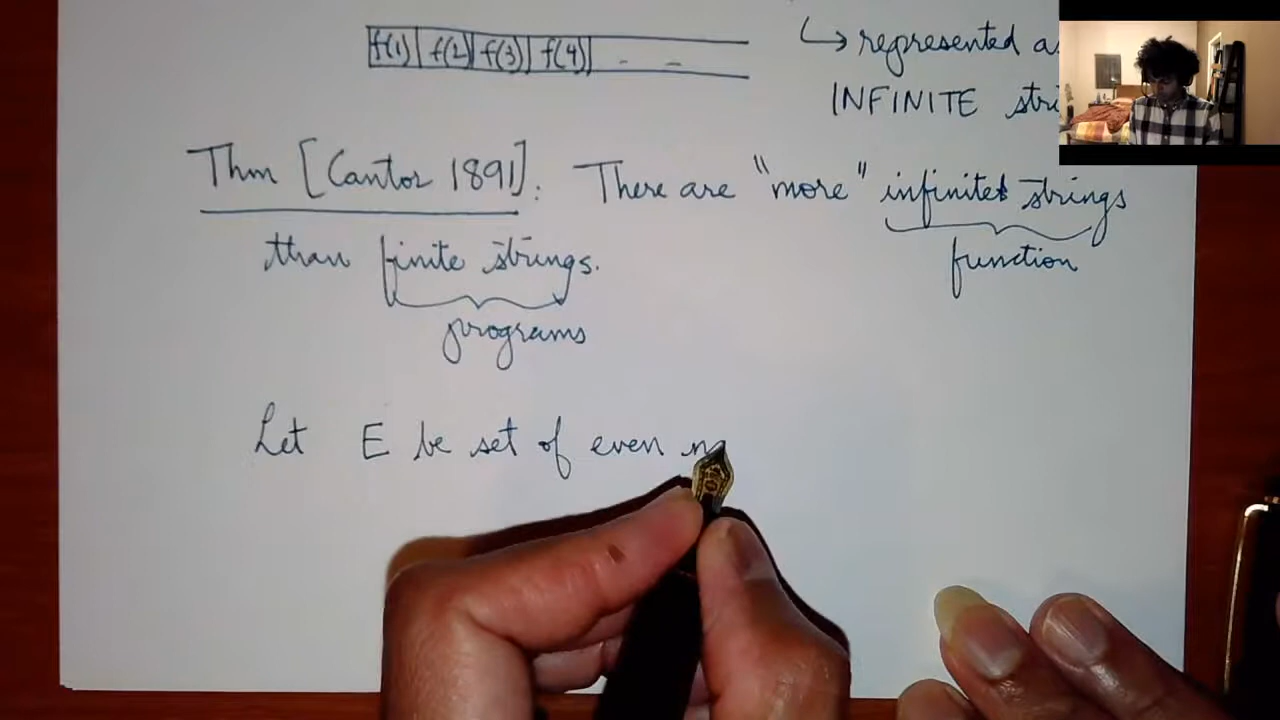 f(1) f(2) f(3) f(4) - -
↳ represented as
INFINITE stri
Thm [Cantor 1891]: There are "more" infinite strings
function
than finite strings.
programs
Let E be set of even n